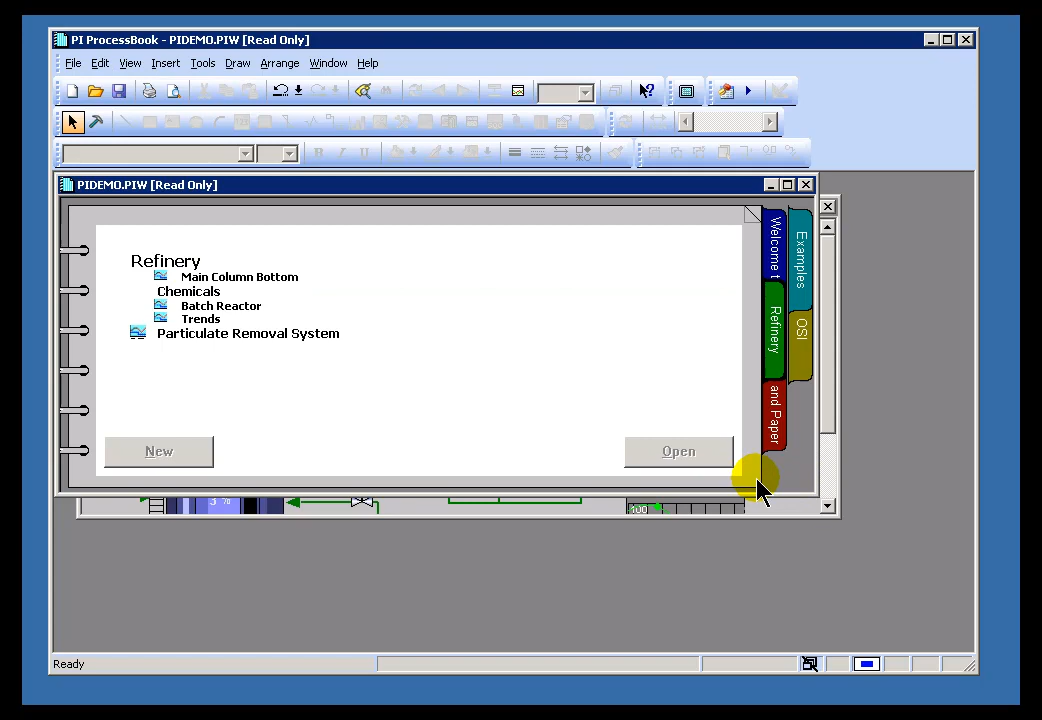 PI ProcessBook - PIDEMO.PIW [Read Only]
File Edit View Insert Tools Draw Arrange Window Help
B I U
PIDEMO.PIW [Read Only]
Refinery
Main Column Bottom
Chemicals
Batch Reactor
Trends
Particulate Removal System
New
Open
Welcome t
Refinery
and Paper
Examples
OSI
3 %
100
Ready